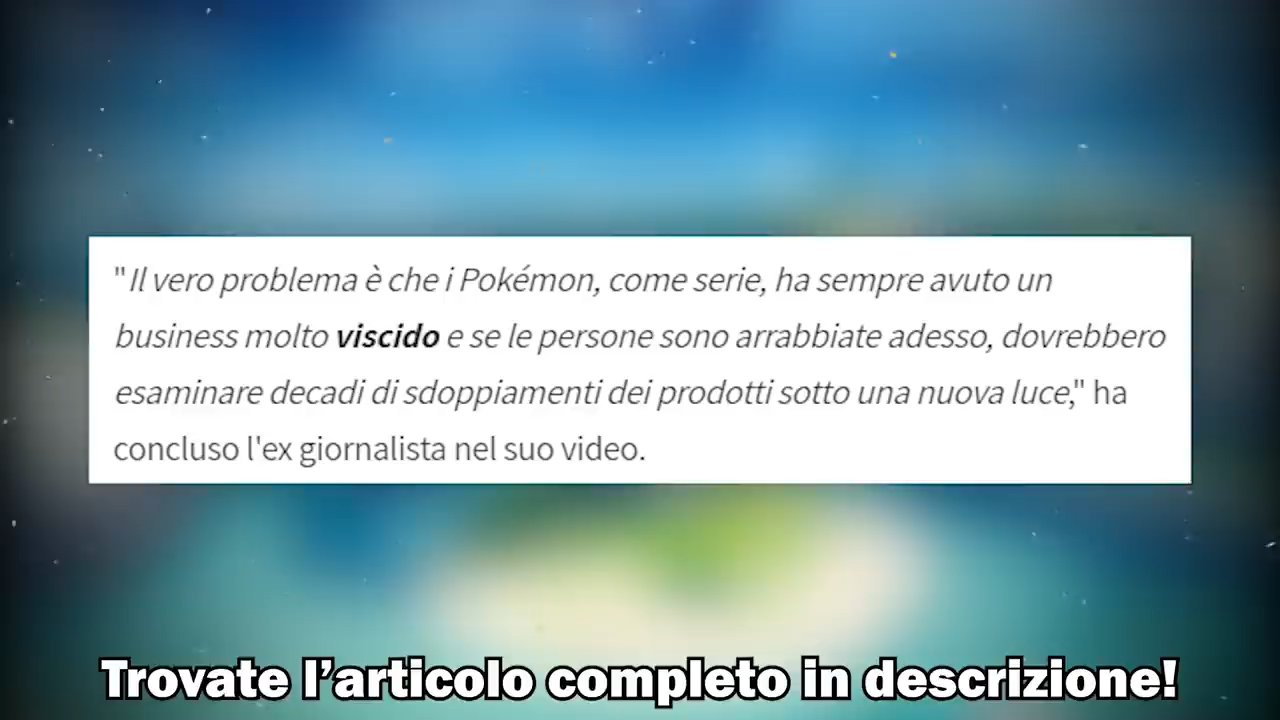 "Il vero problema è che i Pokémon, come serie, ha sempre avuto un
business molto viscido e se le persone sono arrabbiate adesso, dovrebbero
esaminare decadi di sdoppiamenti dei prodotti sotto una nuova luce," ha
concluso l'ex giornalista nel suo video.
Trovate l’articolo completo in descrizione!